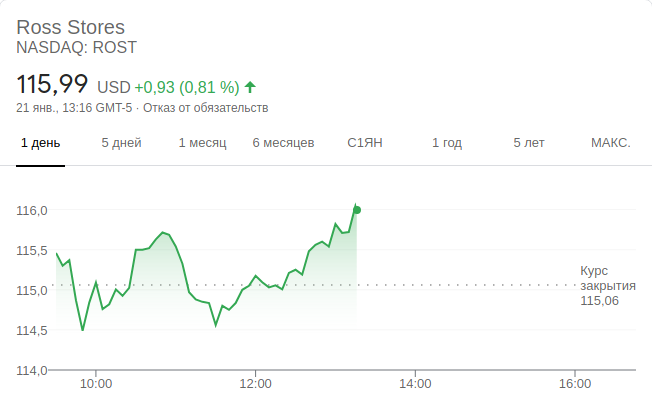 Ross Stores
NASDAQ: ROST
115,99 USD +0,93 (0,81 %)
21 янв., 13:16 GMT-5 · Отказ от обязательств
1 день 5 дней 1 месяц 6 месяцев С1ЯН 1 год 5 лет МАКС.
116,0
115,5
Курс
закрытия
115,06
115,0
114,5
114,0
10:00 12:00 14:00 16:00